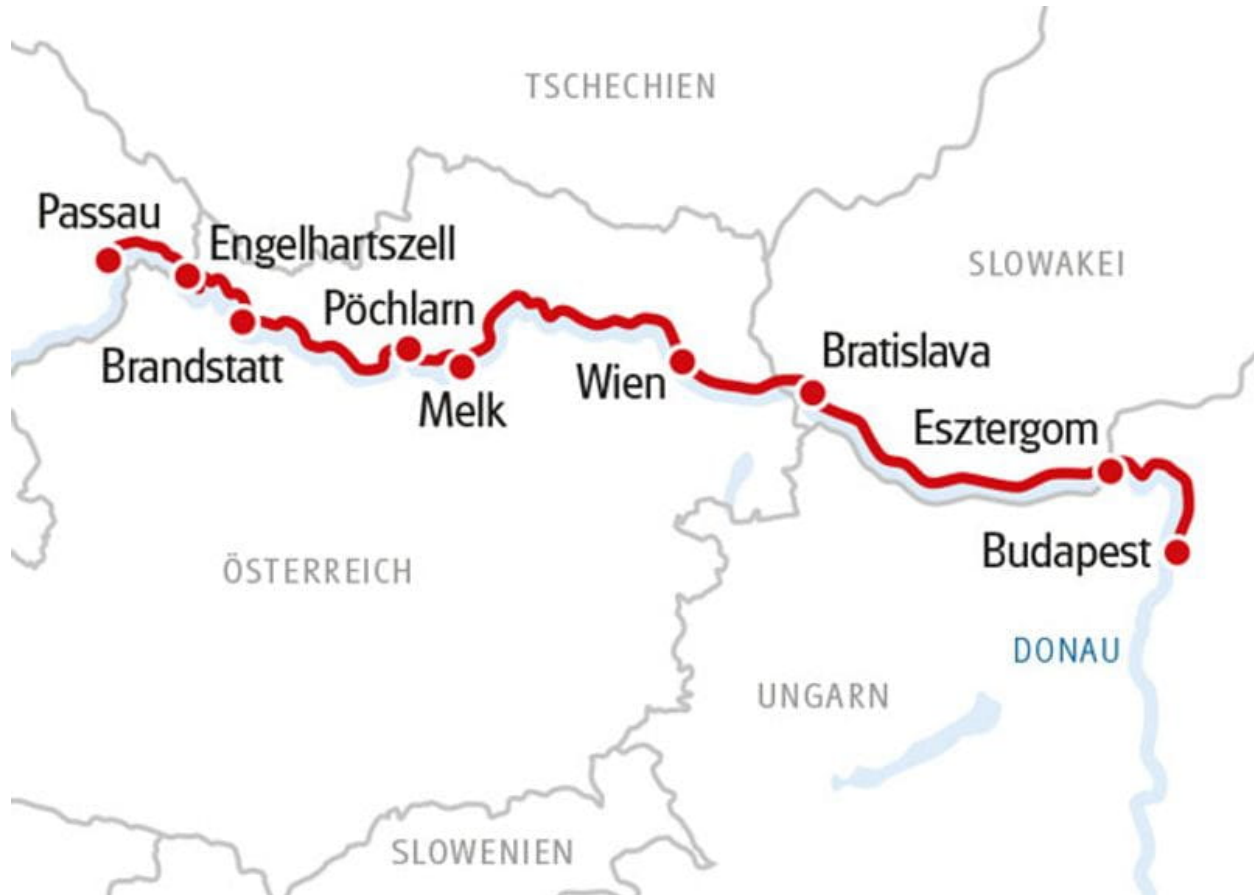 TSCHECHIEN
Passau
Engelhartszell
SLOWAKEI
Pöchlarn
Brandstatt
Wien
Bratislava
Melk
Esztergom
Budapest
ÖSTERREICH
DONAU
UNGARN
SLOWENIEN